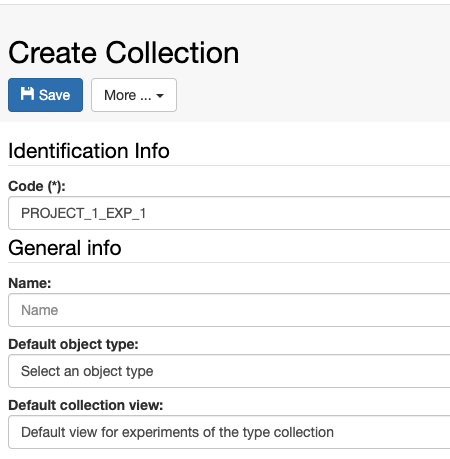 Create Collection
Save
More ...
Identification Info
Code (*):
PROJECT_1_EXP_1
General info
Name:
Name
Default object type:
Select an object type
Default collection view:
Default view for experiments of the type collection